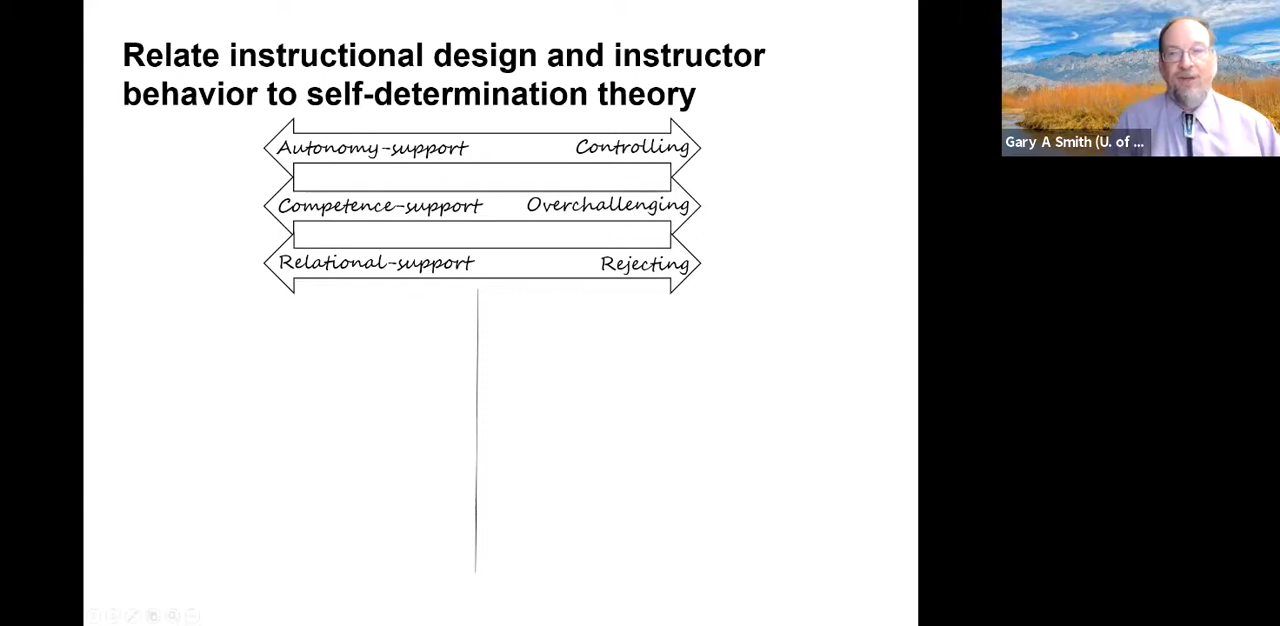 Relate instructional design and instructor
behavior to self-determination theory
Autonomy-support Controlling
Competence-support Overchallenging
Relational-support Rejecting
Gary A Smith (U. of ...